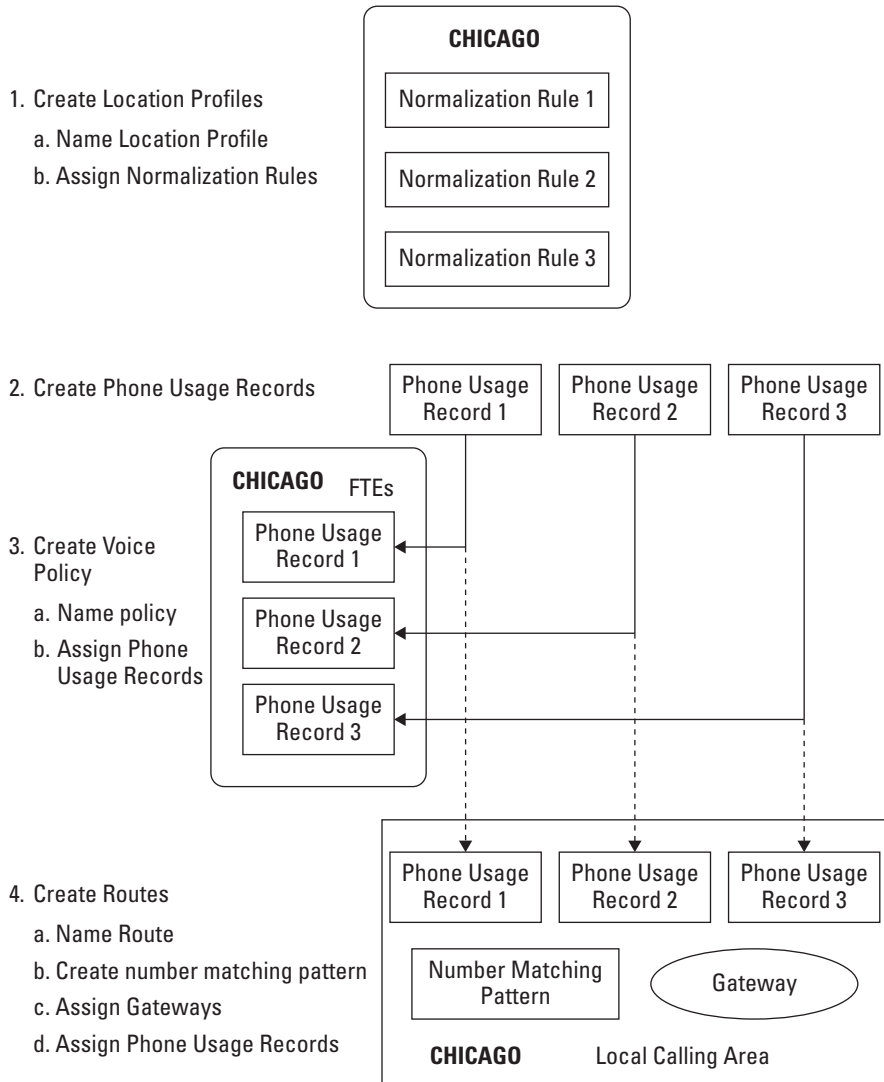 CHICAGO
Normalization Rule 1
Normalization Rule 2
Normalization Rule 3
1. Create Location Profiles
a. Name Location Profile
b. Assign Normalization Rules
2. Create Phone Usage Records
Phone Usage
Record 1
Phone Usage
Record 2
Phone Usage
Record 3
CHICAGO FTEs
Phone Usage
Record 1
Phone Usage
Record 2
Phone Usage
Record 3
3. Create Voice
Policy
a. Name policy
b. Assign Phone
Usage Records
4. Create Routes
a. Name Route
b. Create number matching pattern
c. Assign Gateways
d. Assign Phone Usage Records
Phone Usage
Record 1
Phone Usage
Record 2
Phone Usage
Record 3
Number Matching
Pattern
Gateway
CHICAGO Local Calling Area